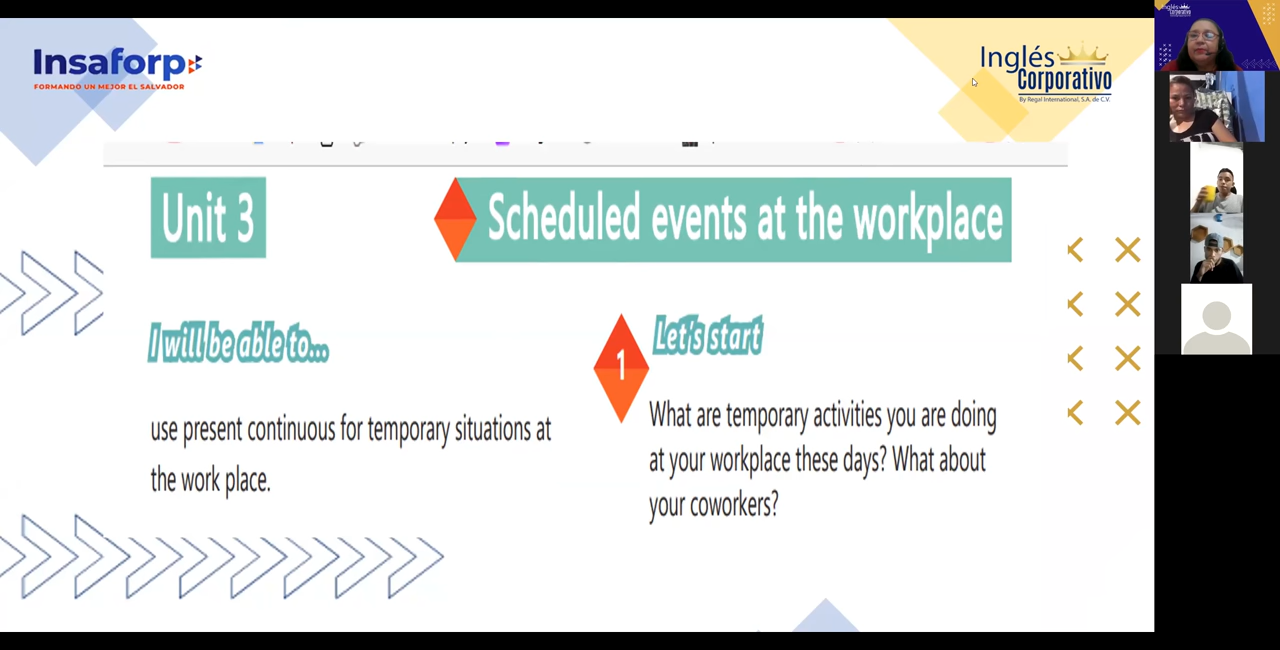 Insaforp
FORMANDO UN MEJOR EL SALVADOR
Inglés
Corporativo
By Regal International, S.A. de C.V.
Inglés
Corporativo
Unit 3
Scheduled events at the workplace
I will be able to...
use present continuous for temporary situations at
the work place.
1
Let's start
What are temporary activities you are doing
at your workplace these days? What about
your coworkers?